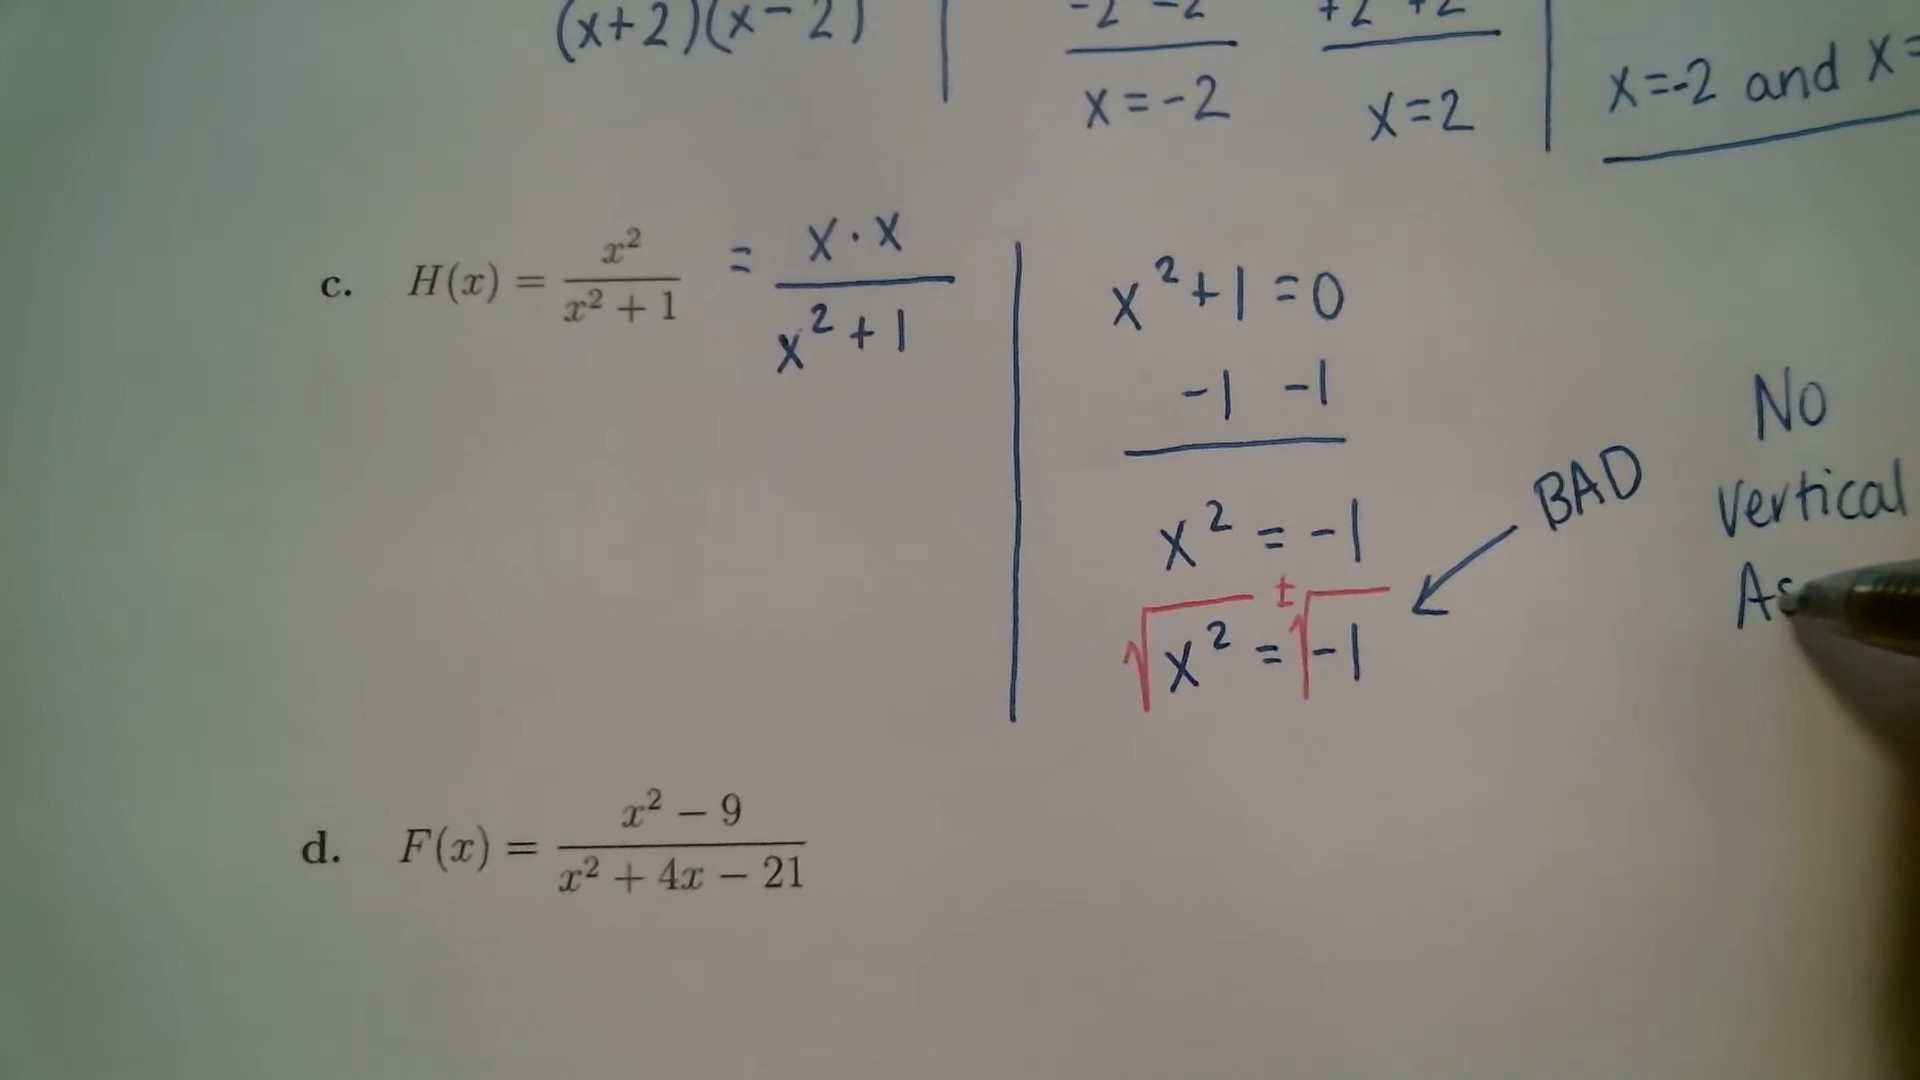 (x+2)(x-2)
-2 -2
+2 +2
x=-2
x=2
x=-2 and x=
c. H(x) = x²/(x² + 1) = x·x/(x²+1)
x²+1=0
-1 -1
x² = -1
√x² = ±√-1
BAD
No
Vertical
As
d. F(x) = (x² − 9)/(x² + 4x − 21)